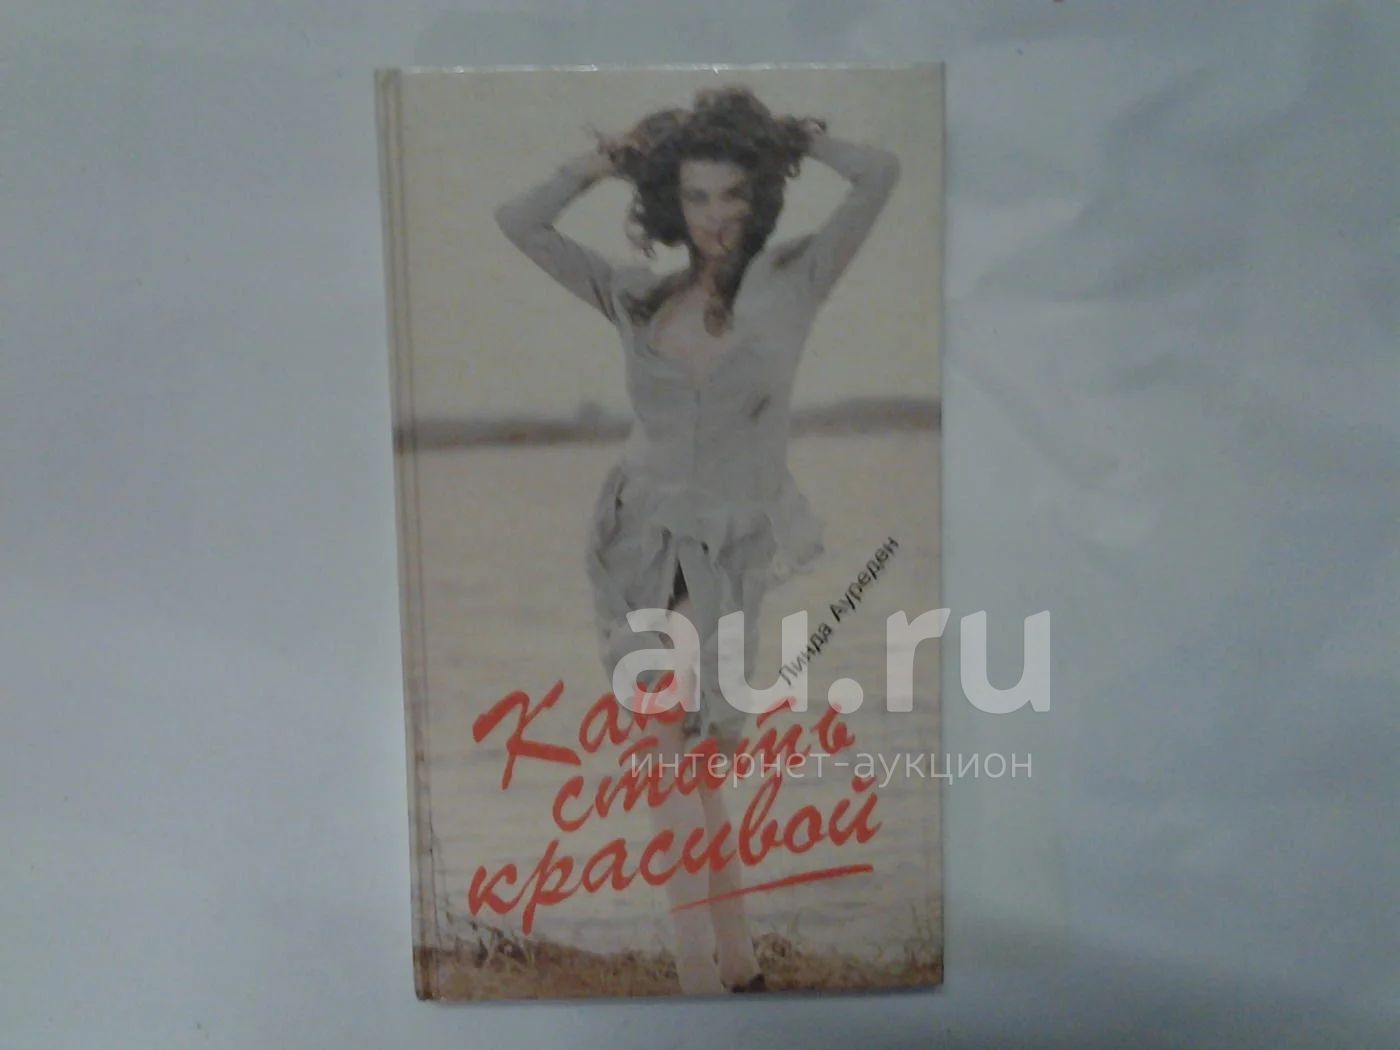 Линда Ауреден
Как
стать
красивой
au.ru
интернет-аукцион